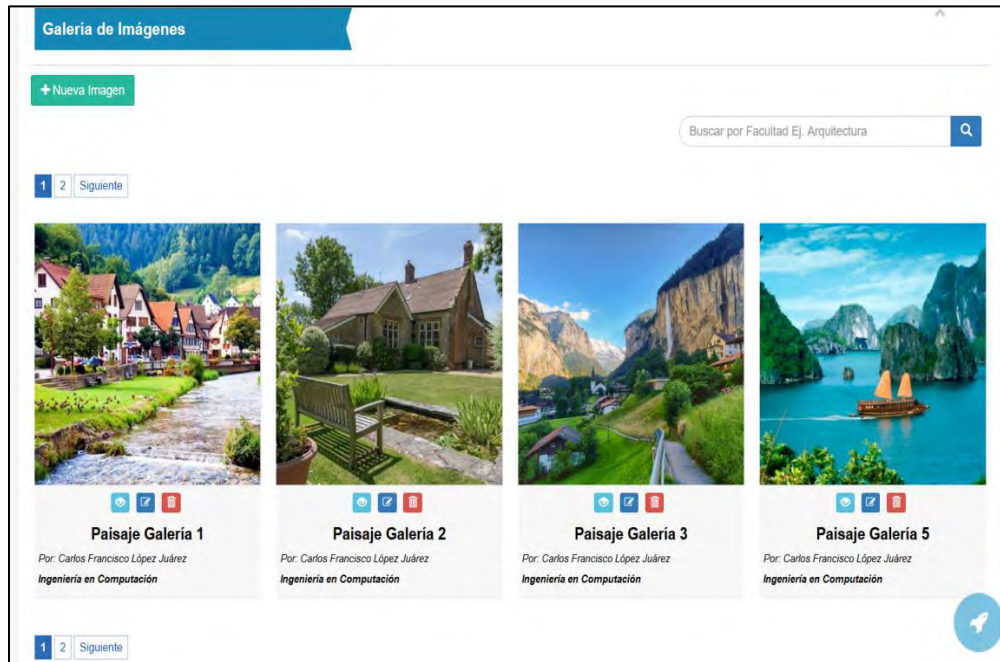 Galeria de Imágenes
+ Nueva Imagen
Buscar por Facultad Ej. Arquitectura
1 2 Siguiente
Paisaje Galería 1
Por: Carlos Francisco López Juárez
Ingeniería en Computación
Paisaje Galería 2
Por: Carlos Francisco López Juárez
Ingeniería en Computación
Paisaje Galería 3
Por: Carlos Francisco López Juárez
Ingeniería en Computación
Paisaje Galería 5
Por: Carlos Francisco López Juárez
Ingeniería en Computación
1 2 Siguiente